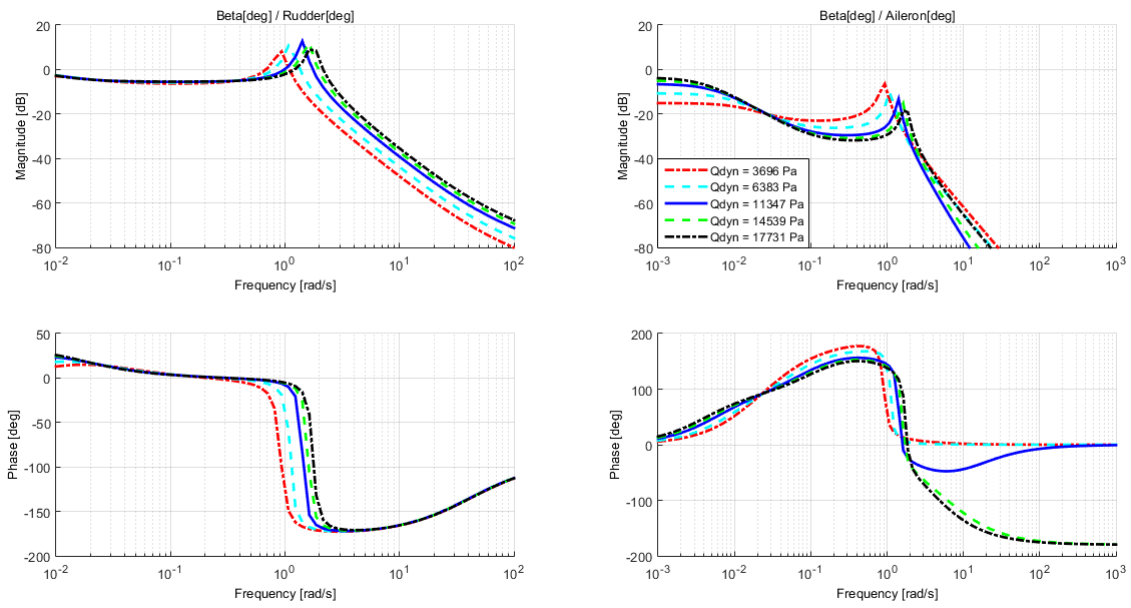 Beta[deg] / Rudder[deg]
20
0
-20
-40
-60
-80
Magnitude [dB]
10^-2 10^-1 10^0 10^1 10^2
Frequency [rad/s]
Beta[deg] / Aileron[deg]
20
0
-20
-40
-60
-80
Magnitude [dB]
Qdyn = 3696 Pa
Qdyn = 6383 Pa
Qdyn = 11347 Pa
Qdyn = 14539 Pa
Qdyn = 17731 Pa
10^-3 10^-2 10^-1 10^0 10^1 10^2 10^3
Frequency [rad/s]
50
0
-50
-100
-150
-200
Phase [deg]
10^-2 10^-1 10^0 10^1 10^2
Frequency [rad/s]
200
100
0
-100
-200
Phase [deg]
10^-3 10^-2 10^-1 10^0 10^1 10^2 10^3
Frequency [rad/s]